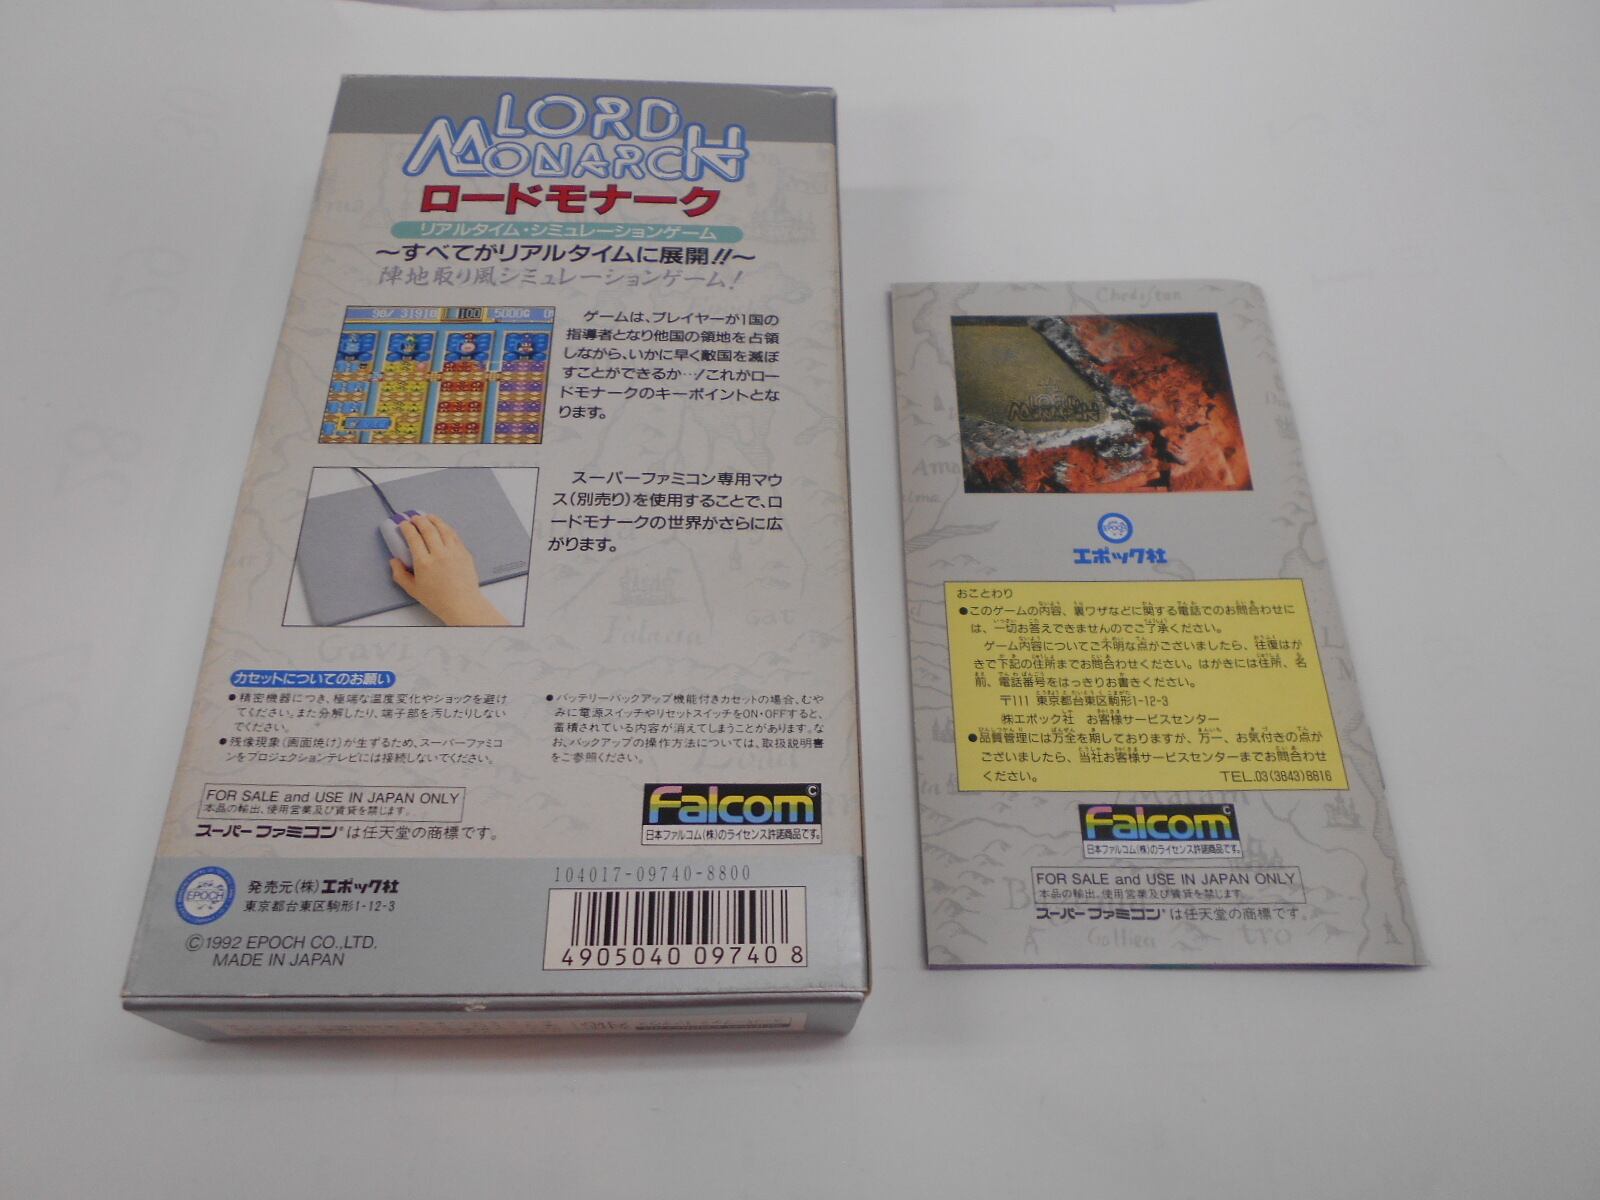 LORD
MONARCH
ロードモナーク
リアルタイム・シミュレーションゲーム
～すべてがリアルタイムに展開!!～
陣地取り風シミュレーションゲーム!
98/ 31918 100 5000G
ゲームは、プレイヤーが1国の
指導者となり他国の領地を占領
しながら、いかに早く敵国を滅ぼ
すことができるか…!これがロー
ドモナークのキーポイントとな
ります。
スーパーファミコン専用マウ
ス(別売り)を使用することで、ロ
ードモナークの世界がさらに広
がります。
Gavi
Falana
Gat
カセットについてのお願い
●精密機器につき、極端な温度変化やショックを避け
てください。また分解したり、端子部を汚したりしない
でください。
●残像現象(画面焼け)が生ずるため、スーパーファミコ
ンをプロジェクションテレビには接続しないでください。
●バッテリーバックアップ機能付きカセットの場合、むや
みに電源スイッチやリセットスイッチをON・OFFすると、
蓄積されている内容が消えてしまうことがあります。な
お、バックアップの操作方法については、取扱説明書
をご参照ください。
FOR SALE and USE IN JAPAN ONLY
本品の輸出、使用営業及び賃貸を禁じます。
スーパーファミコンは任天堂の商標です。
Falcom
日本ファルコム(株)のライセンス許諾商品です。
EPOCH
発売元(株)エポック社
東京都台東区駒形1-12-3
©1992 EPOCH CO.,LTD.
MADE IN JAPAN
104017-09740-8800
4905040 09740 8
Chedistan
LORD
MONARCH
EPOCH
エポック社
おことわり
●このゲームの内容、裏ワザなどに関する電話でのお問合わせに
は、一切お答えできませんのでご了承ください。
ゲーム内容についてご不明な点がございましたら、往復はが
きで下記の住所までお問合わせください。はがきには住所、名
前、電話番号をはっきりお書きください。
〒111 東京都台東区駒形1-12-3
㈱エポック社 お客様サービスセンター
●品質管理には万全を期しておりますが、万一、お気付きの点が
ございましたら、当社お客様サービスセンターまでお問合わせ
ください。 TEL.03(3843)8816
Falcom
日本ファルコム(株)のライセンス許諾商品です。
FOR SALE and USE IN JAPAN ONLY
本品の輸出、使用営業及び賃貸を禁じます。
スーパーファミコンは任天堂の商標です。